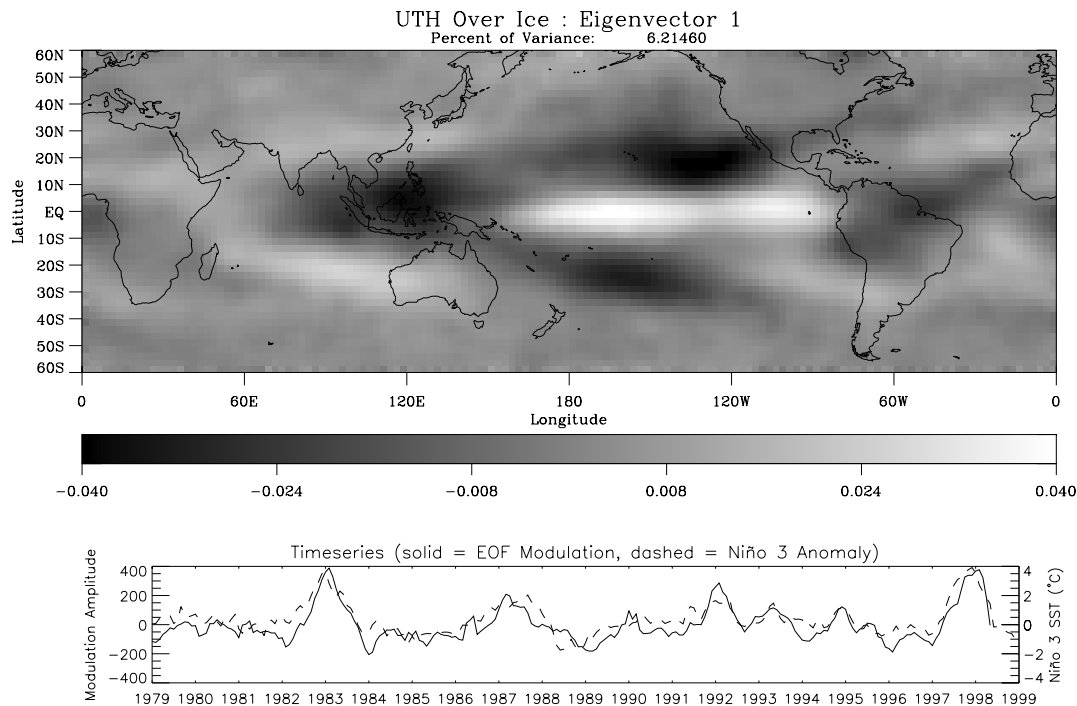 UTH Over Ice : Eigenvector 1
Percent of Variance: 6.21460
60N
50N
40N
30N
20N
10N
EQ
10S
20S
30S
40S
50S
60S
Latitude
0 60E 120E 180 120W 60W 0
Longitude
-0.040 -0.024 -0.008 0.008 0.024 0.040
Timeseries (solid = EOF Modulation, dashed = Niño 3 Anomaly)
Modulation Amplitude
400
200
0
-200
-400
4
2
0
-2
-4
Niño 3 SST (°C)
1979 1980 1981 1982 1983 1984 1985 1986 1987 1988 1989 1990 1991 1992 1993 1994 1995 1996 1997 1998 1999